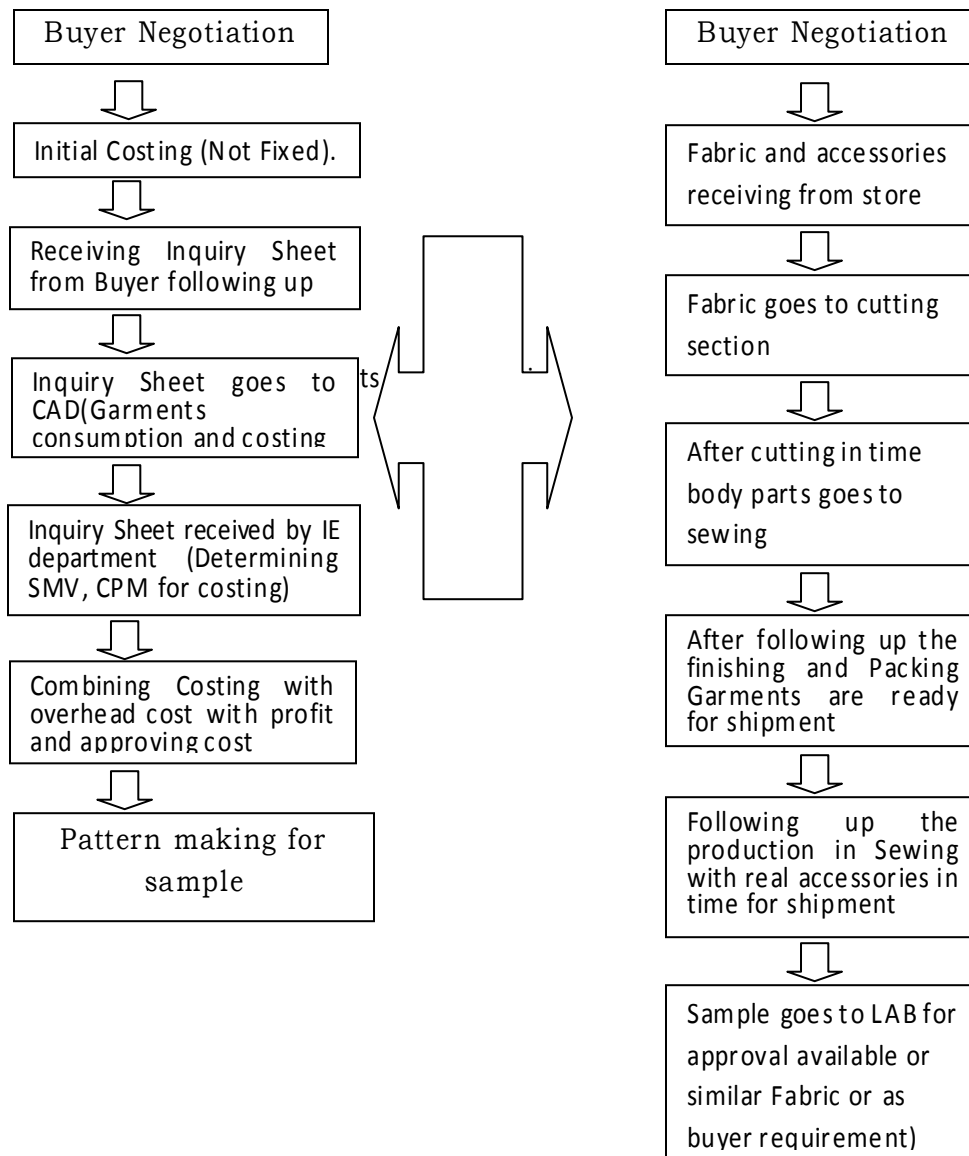 Buyer Negotiation
Initial Costing (Not Fixed).
Receiving Inquiry Sheet
from Buyer following up
Inquiry Sheet goes to
CAD(Garments
consumption and costing
Inquiry Sheet received by IE
department (Determining
SMV, CPM for costing)
Combining Costing with
overhead cost with profit
and approving cost
Pattern making for
sample
ts
.
Buyer Negotiation
Fabric and accessories
receiving from store
Fabric goes to cutting
section
After cutting in time
body parts goes to
sewing
After following up the
finishing and Packing
Garments are ready
for shipment
Following up the
production in Sewing
with real accessories in
time for shipment
Sample goes to LAB for
approval available or
similar Fabric or as
buyer requirement)